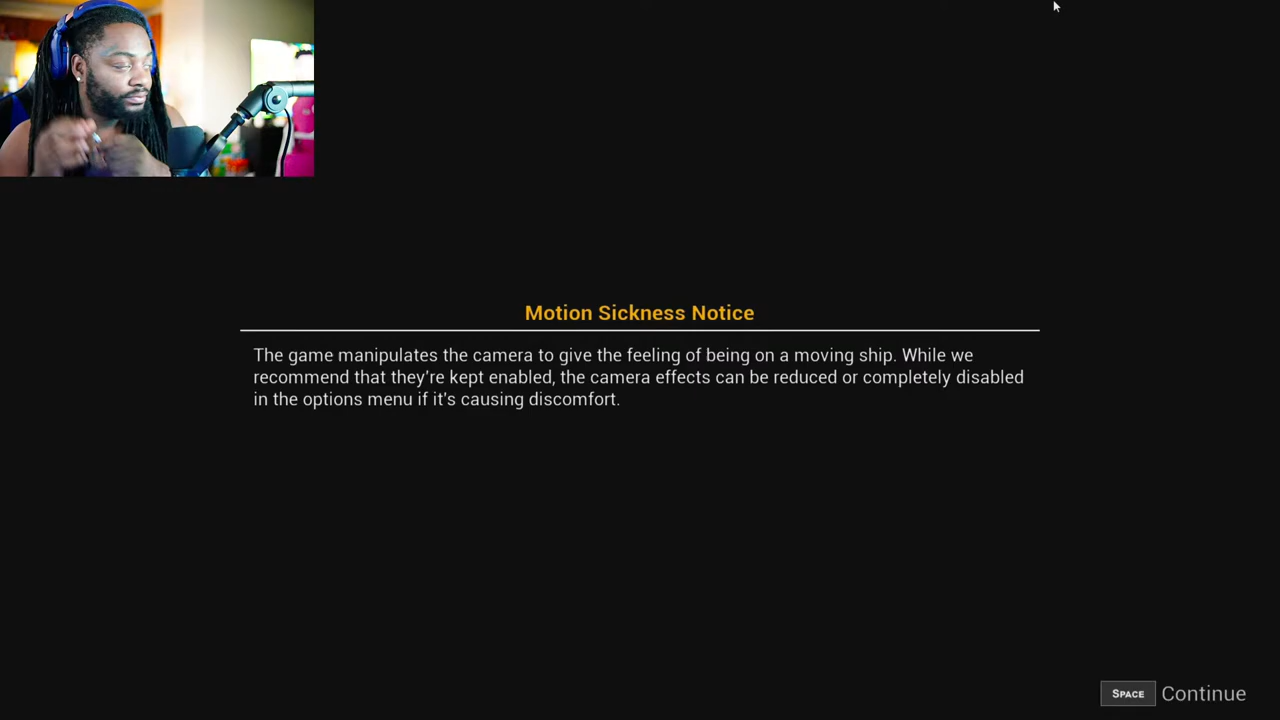 Motion Sickness Notice
The game manipulates the camera to give the feeling of being on a moving ship. While we
recommend that they're kept enabled, the camera effects can be reduced or completely disabled
in the options menu if it's causing discomfort.
SPACE Continue